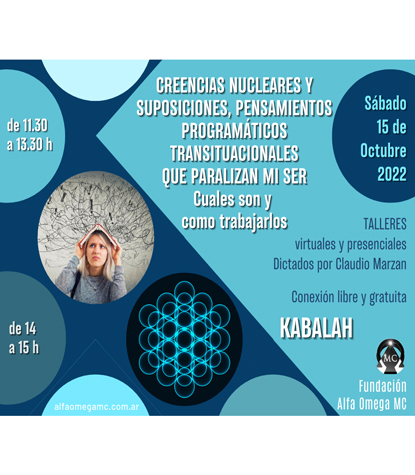 CREENCIAS NUCLEARES Y
SUPOSICIONES, PENSAMIENTOS
PROGRAMÁTICOS
TRANSITUACIONALES
QUE PARALIZAN MI SER
Cuales son y
como trabajarlos
de 11.30
a 13.30 h
Sábado
15 de
Octubre
2022
TALLERES
virtuales y presenciales
Dictados por Claudio Marzan
Conexión libre y gratuita
KABALAH
de 14
a 15 h
MC
Fundación
Alfa Omega MC
alfaomegamc.com.ar